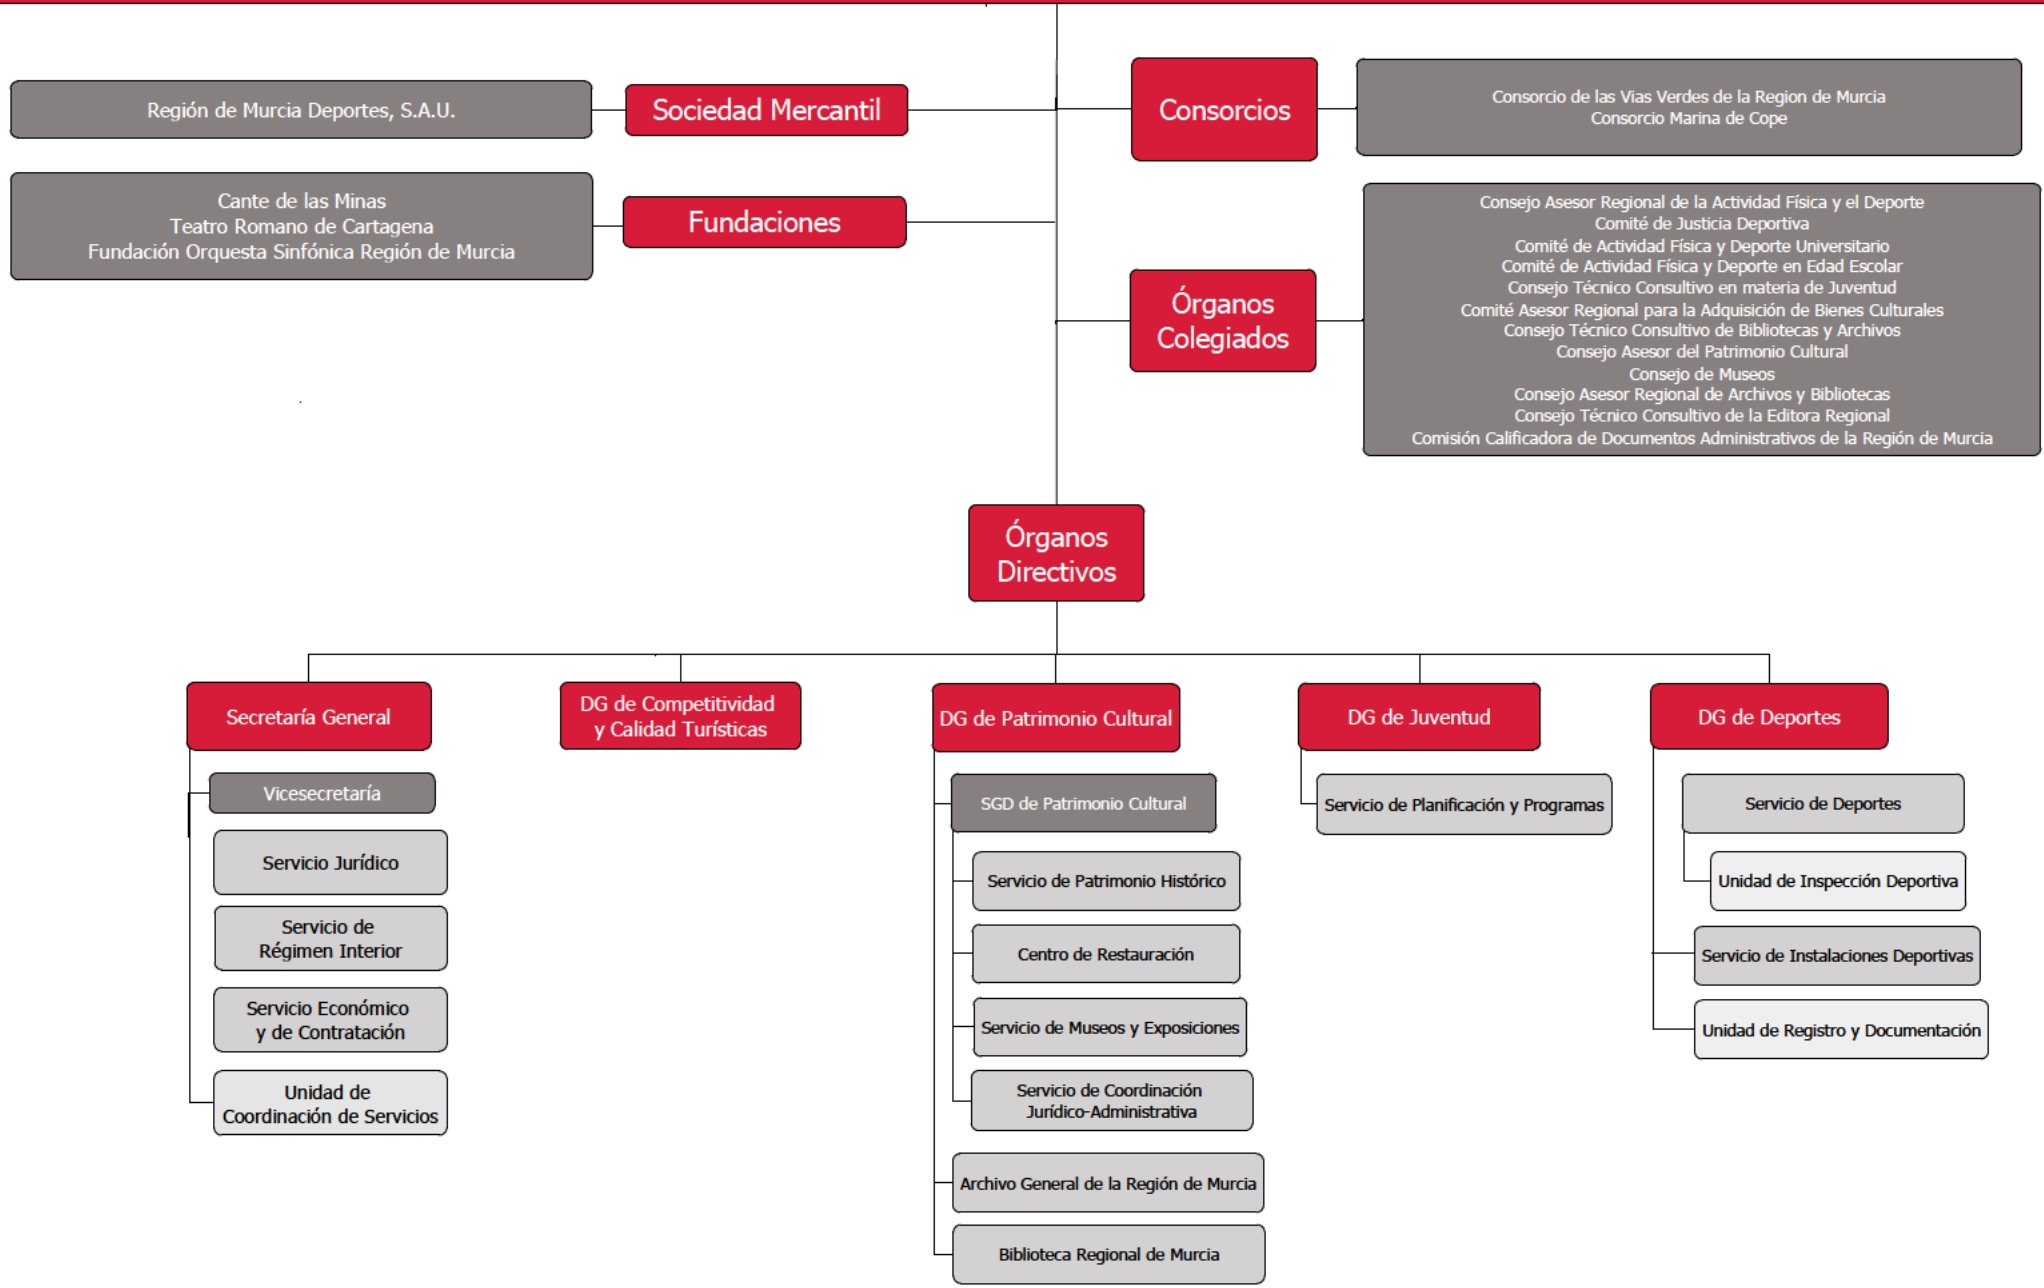 Región de Murcia Deportes, S.A.U.
Sociedad Mercantil
Consorcios
Consorcio de las Vias Verdes de la Region de Murcia
Consorcio Marina de Cope
Cante de las Minas
Teatro Romano de Cartagena
Fundación Orquesta Sinfónica Región de Murcia
Fundaciones
Órganos
Colegiados
Consejo Asesor Regional de la Actividad Física y el Deporte
Comité de Justicia Deportiva
Comité de Actividad Física y Deporte Universitario
Comité de Actividad Física y Deporte en Edad Escolar
Consejo Técnico Consultivo en materia de Juventud
Comité Asesor Regional para la Adquisición de Bienes Culturales
Consejo Técnico Consultivo de Bibliotecas y Archivos
Consejo Asesor del Patrimonio Cultural
Consejo de Museos
Consejo Asesor Regional de Archivos y Bibliotecas
Consejo Técnico Consultivo de la Editora Regional
Comisión Calificadora de Documentos Administrativos de la Región de Murcia
Órganos
Directivos
Secretaría General
Vicesecretaría
Servicio Jurídico
Servicio de
Régimen Interior
Servicio Económico
y de Contratación
Unidad de
Coordinación de Servicios
DG de Competitividad
y Calidad Turísticas
DG de Patrimonio Cultural
SGD de Patrimonio Cultural
Servicio de Patrimonio Histórico
Centro de Restauración
Servicio de Museos y Exposiciones
Servicio de Coordinación
Jurídico-Administrativa
Archivo General de la Región de Murcia
Biblioteca Regional de Murcia
DG de Juventud
Servicio de Planificación y Programas
DG de Deportes
Servicio de Deportes
Unidad de Inspección Deportiva
Servicio de Instalaciones Deportivas
Unidad de Registro y Documentación